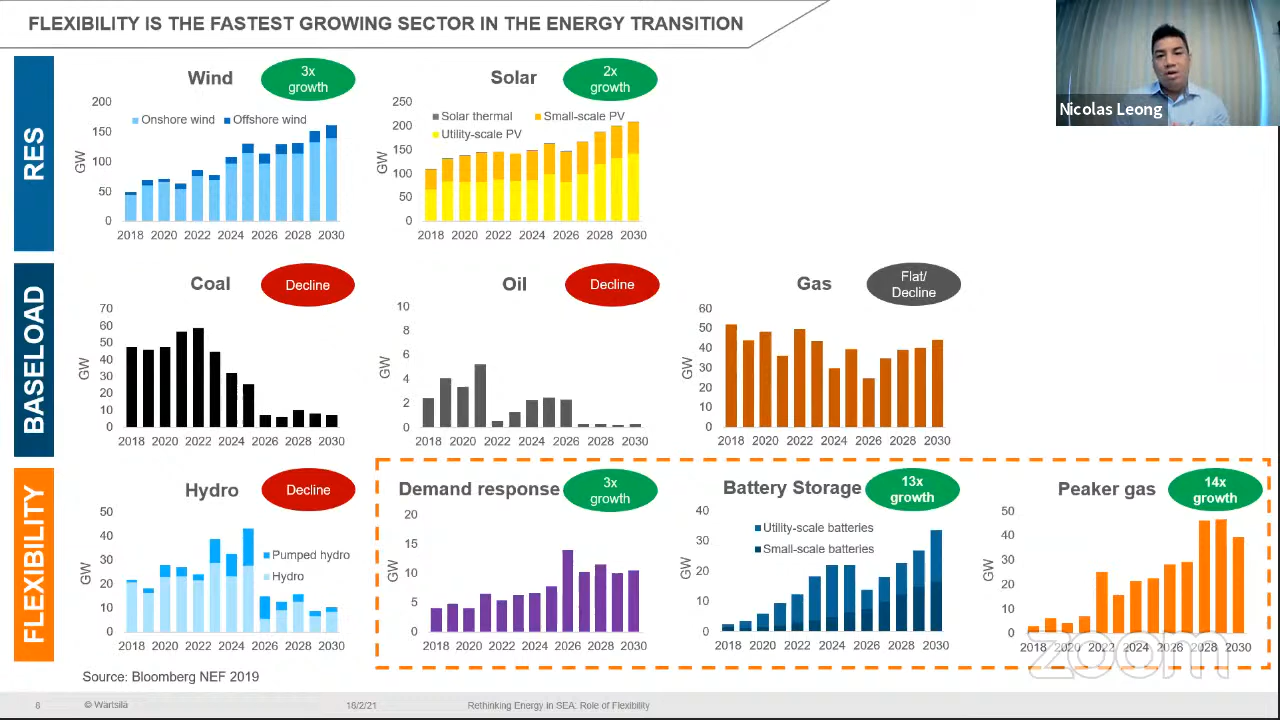 FLEXIBILITY IS THE FASTEST GROWING SECTOR IN THE ENERGY TRANSITION
Nicolas Leong
RES
Wind
3x
growth
GW
200
150
100
50
0
Onshore wind
Offshore wind
2018 2020 2022 2024 2026 2028 2030
Solar
2x
growth
GW
250
200
150
100
50
0
Solar thermal
Small-scale PV
Utility-scale PV
2018 2020 2022 2024 2026 2028 2030
BASELOAD
Coal
Decline
GW
70
60
50
40
30
20
10
0
2018 2020 2022 2024 2026 2028 2030
Oil
Decline
GW
10
8
6
4
2
0
2018 2020 2022 2024 2026 2028 2030
Gas
Flat/
Decline
GW
60
50
40
30
20
10
0
2018 2020 2022 2024 2026 2028 2030
FLEXIBILITY
Hydro
Decline
GW
50
40
30
20
10
0
Pumped hydro
Hydro
2018 2020 2022 2024 2026 2028 2030
Demand response
3x
growth
GW
20
15
10
5
0
2018 2020 2022 2024 2026 2028 2030
Battery Storage
13x
growth
GW
40
30
20
10
0
Utility-scale batteries
Small-scale batteries
2018 2020 2022 2024 2026 2028 2030
Peaker gas
14x
growth
GW
50
40
30
20
10
0
2018 2020 2022 2024 2026 2028 2030
zoom
Source: Bloomberg NEF 2019
8 © Wärtsilä 18/2/21 Rethinking Energy in SEA: Role of Flexibility